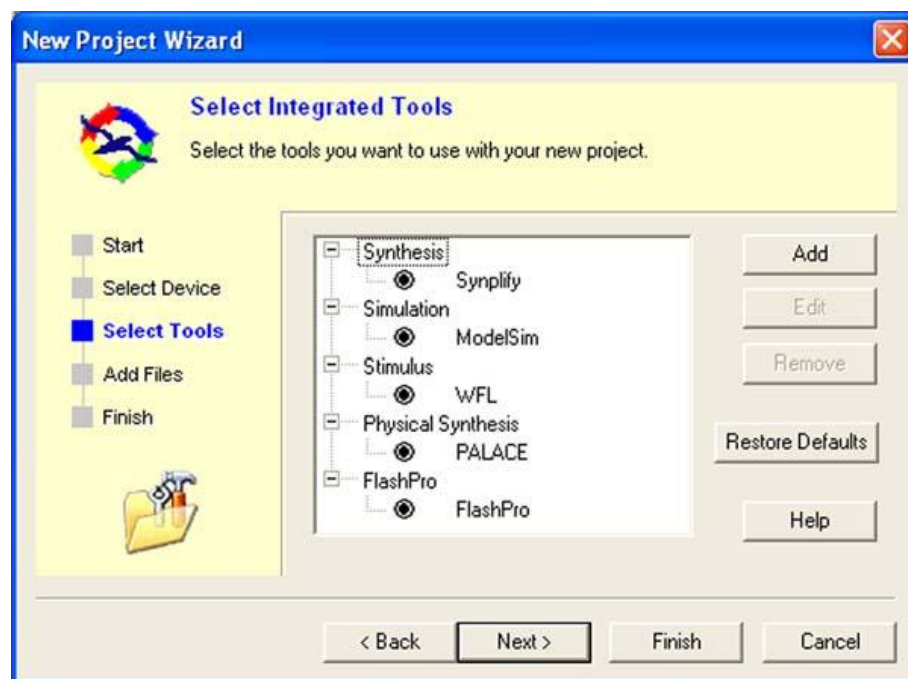 New Project Wizard
Select Integrated Tools
Select the tools you want to use with your new project.
Start
Select Device
Select Tools
Add Files
Finish
Synthesis
Synplify
Simulation
ModelSim
Stimulus
WFL
Physical Synthesis
PALACE
FlashPro
FlashPro
Add
Edit
Remove
Restore Defaults
Help
< Back
Next >
Finish
Cancel